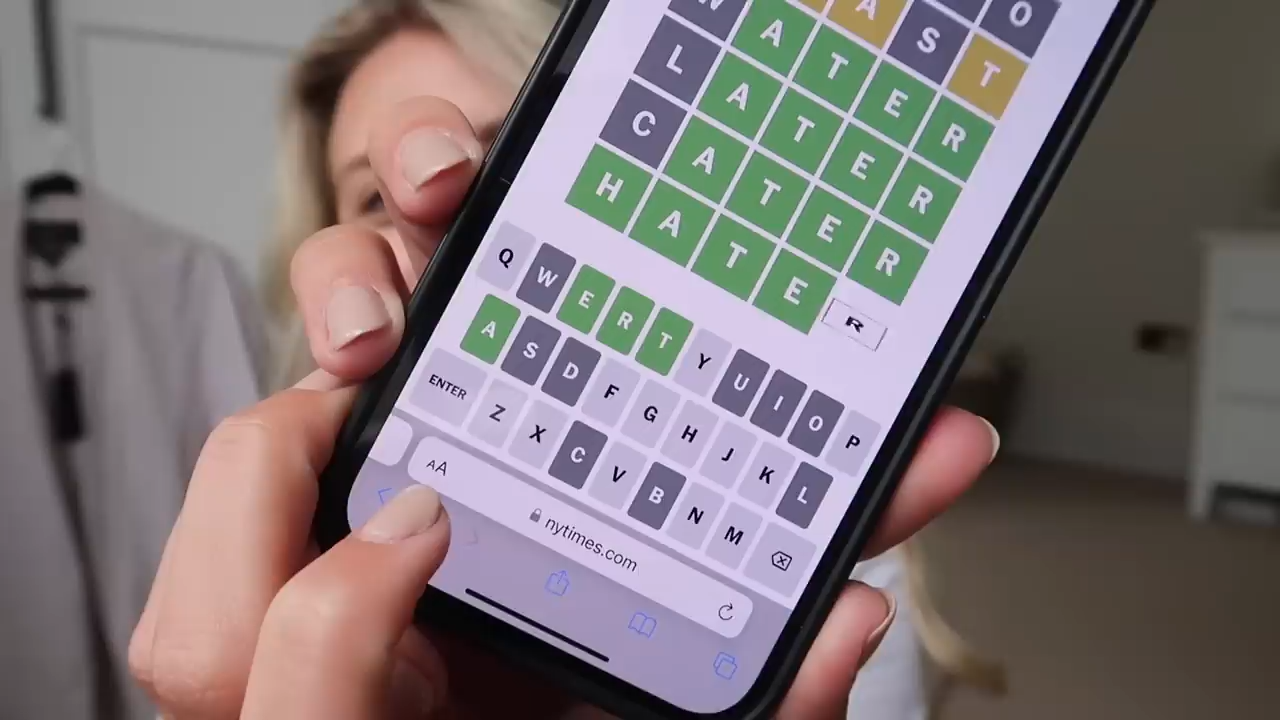 O
W A S T
L A T E R
C A T E R
H A T E R
A T E R
Q W E R T Y U I O P
A S D F G H J K L
ENTER Z X C V B N M
AA
nytimes.com